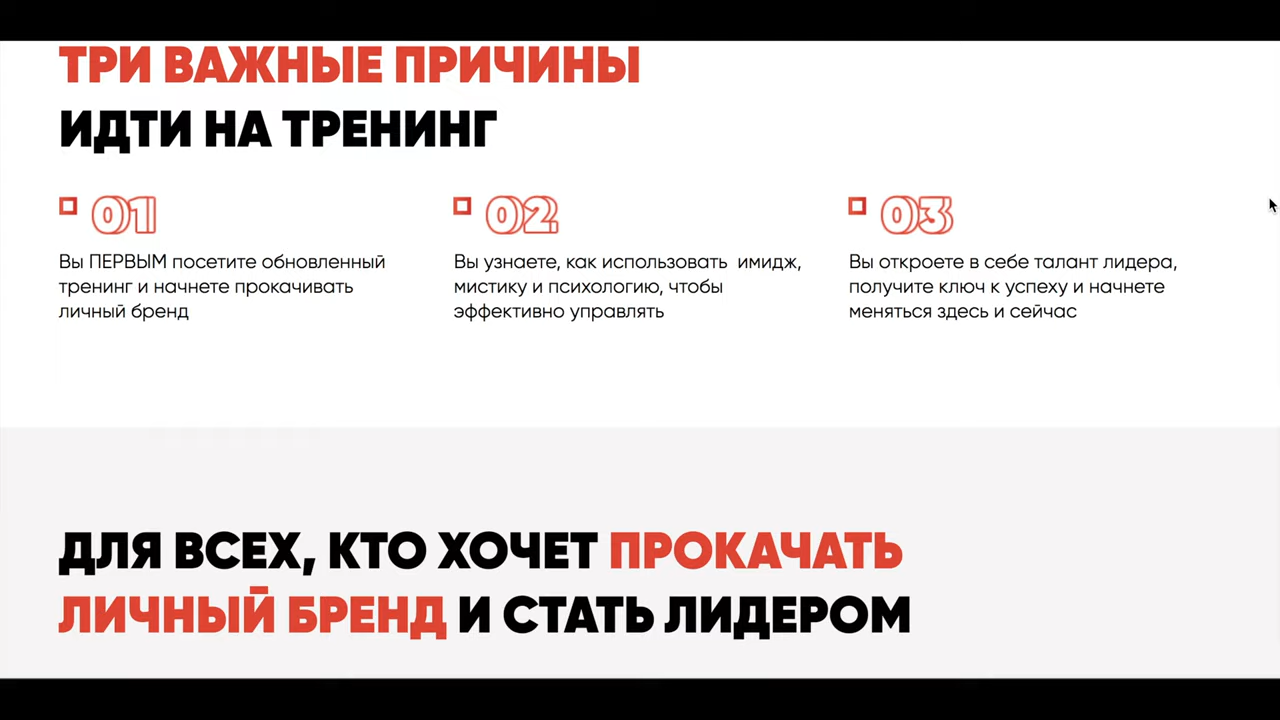 ТРИ ВАЖНЫЕ ПРИЧИНЫ
ИДТИ НА ТРЕНИНГ
01
Вы ПЕРВЫМ посетите обновленный
тренинг и начнете прокачивать
личный бренд
02
Вы узнаете, как использовать имидж,
мистику и психологию, чтобы
эффективно управлять
03
Вы откроете в себе талант лидера,
получите ключ к успеху и начнете
меняться здесь и сейчас
ДЛЯ ВСЕХ, КТО ХОЧЕТ ПРОКАЧАТЬ
ЛИЧНЫЙ БРЕНД И СТАТЬ ЛИДЕРОМ